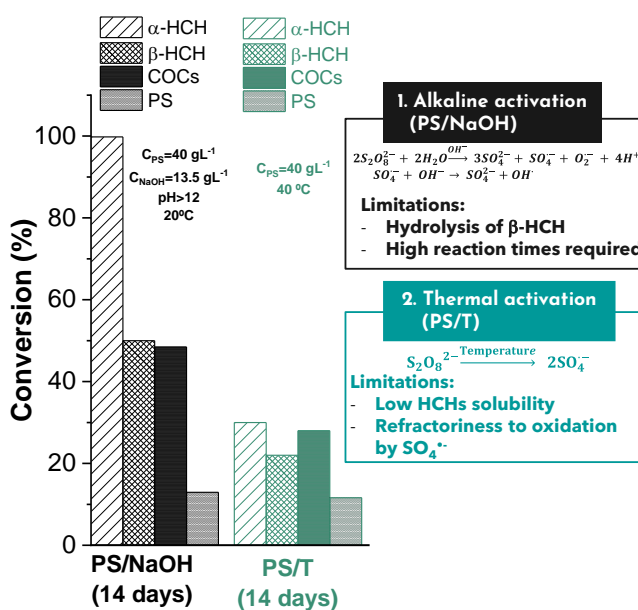 α-HCH
β-HCH
COCs
PS
α-HCH
β-HCH
COCs
PS
Conversion (%)
100
80
60
40
20
0
C_PS=40 gL⁻¹
C_NaOH=13.5 gL⁻¹
pH>12
20ºC
C_PS=40 gL⁻¹
40 ºC
PS/NaOH
(14 days)
PS/T
(14 days)
1. Alkaline activation
(PS/NaOH)
2S₂O₈²⁻ + 2H₂O —OH⁻→ 3SO₄²⁻ + SO₄·⁻ + O₂·⁻ + 4H⁺
SO₄·⁻ + OH⁻ → SO₄²⁻ + OH·
Limitations:
- Hydrolysis of β-HCH
- High reaction times required
2. Thermal activation
(PS/T)
S₂O₈²⁻ —Temperature→ 2SO₄·⁻
Limitations:
- Low HCHs solubility
- Refractoriness to oxidation
by SO₄•-